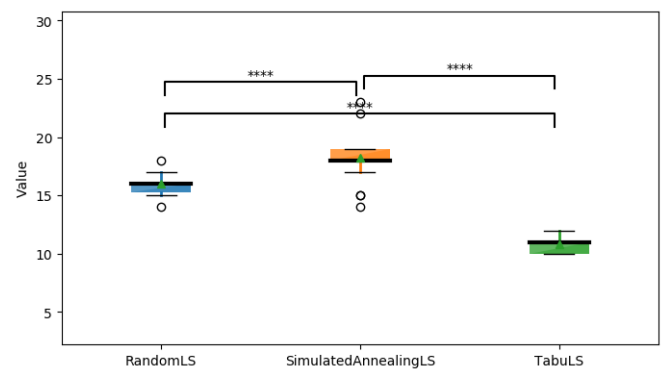 30
25
20
15
10
5
Value
****
****
****
RandomLS
SimulatedAnnealingLS
TabuLS